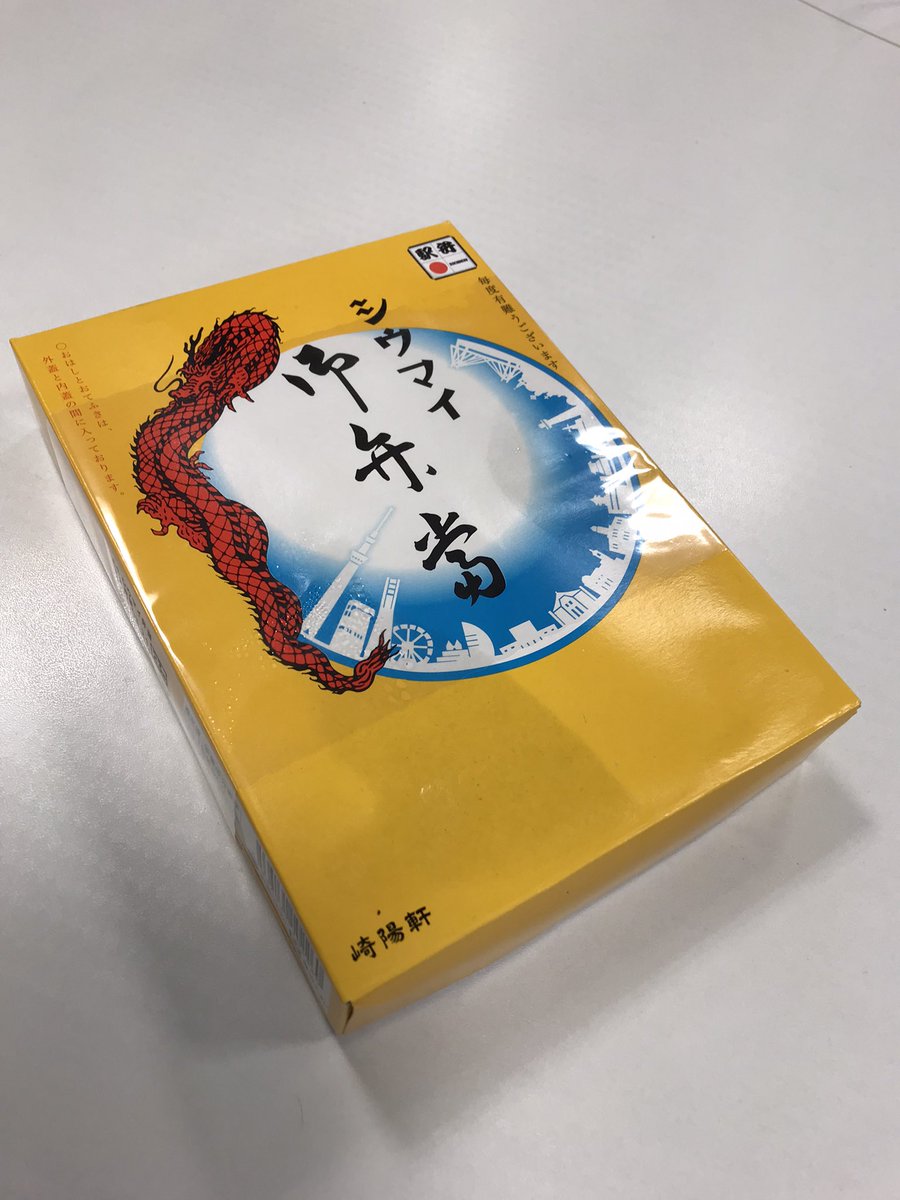 駅弁
毎度有難うございます
シウマイ
御弁当
○おはしとおてふきは、
外蓋と内蓋の間に入っております。
崎陽軒